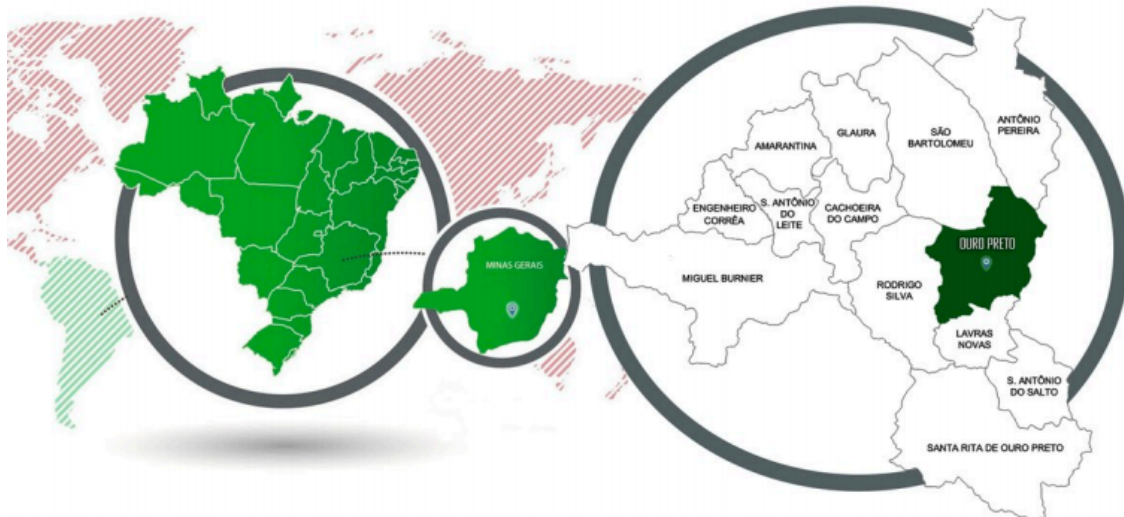 MINAS GERAIS
AMARANTINA
GLAURA
SÃO
BARTOLOMEU
ANTÔNIO
PEREIRA
ENGENHEIRO
CORRÊA
S. ANTÔNIO
DO
LEITE
CACHOEIRA
DO CAMPO
OURO PRETO
MIGUEL BURNIER
RODRIGO
SILVA
LAVRAS
NOVAS
S. ANTÔNIO
DO SALTO
SANTA RITA DE OURO PRETO